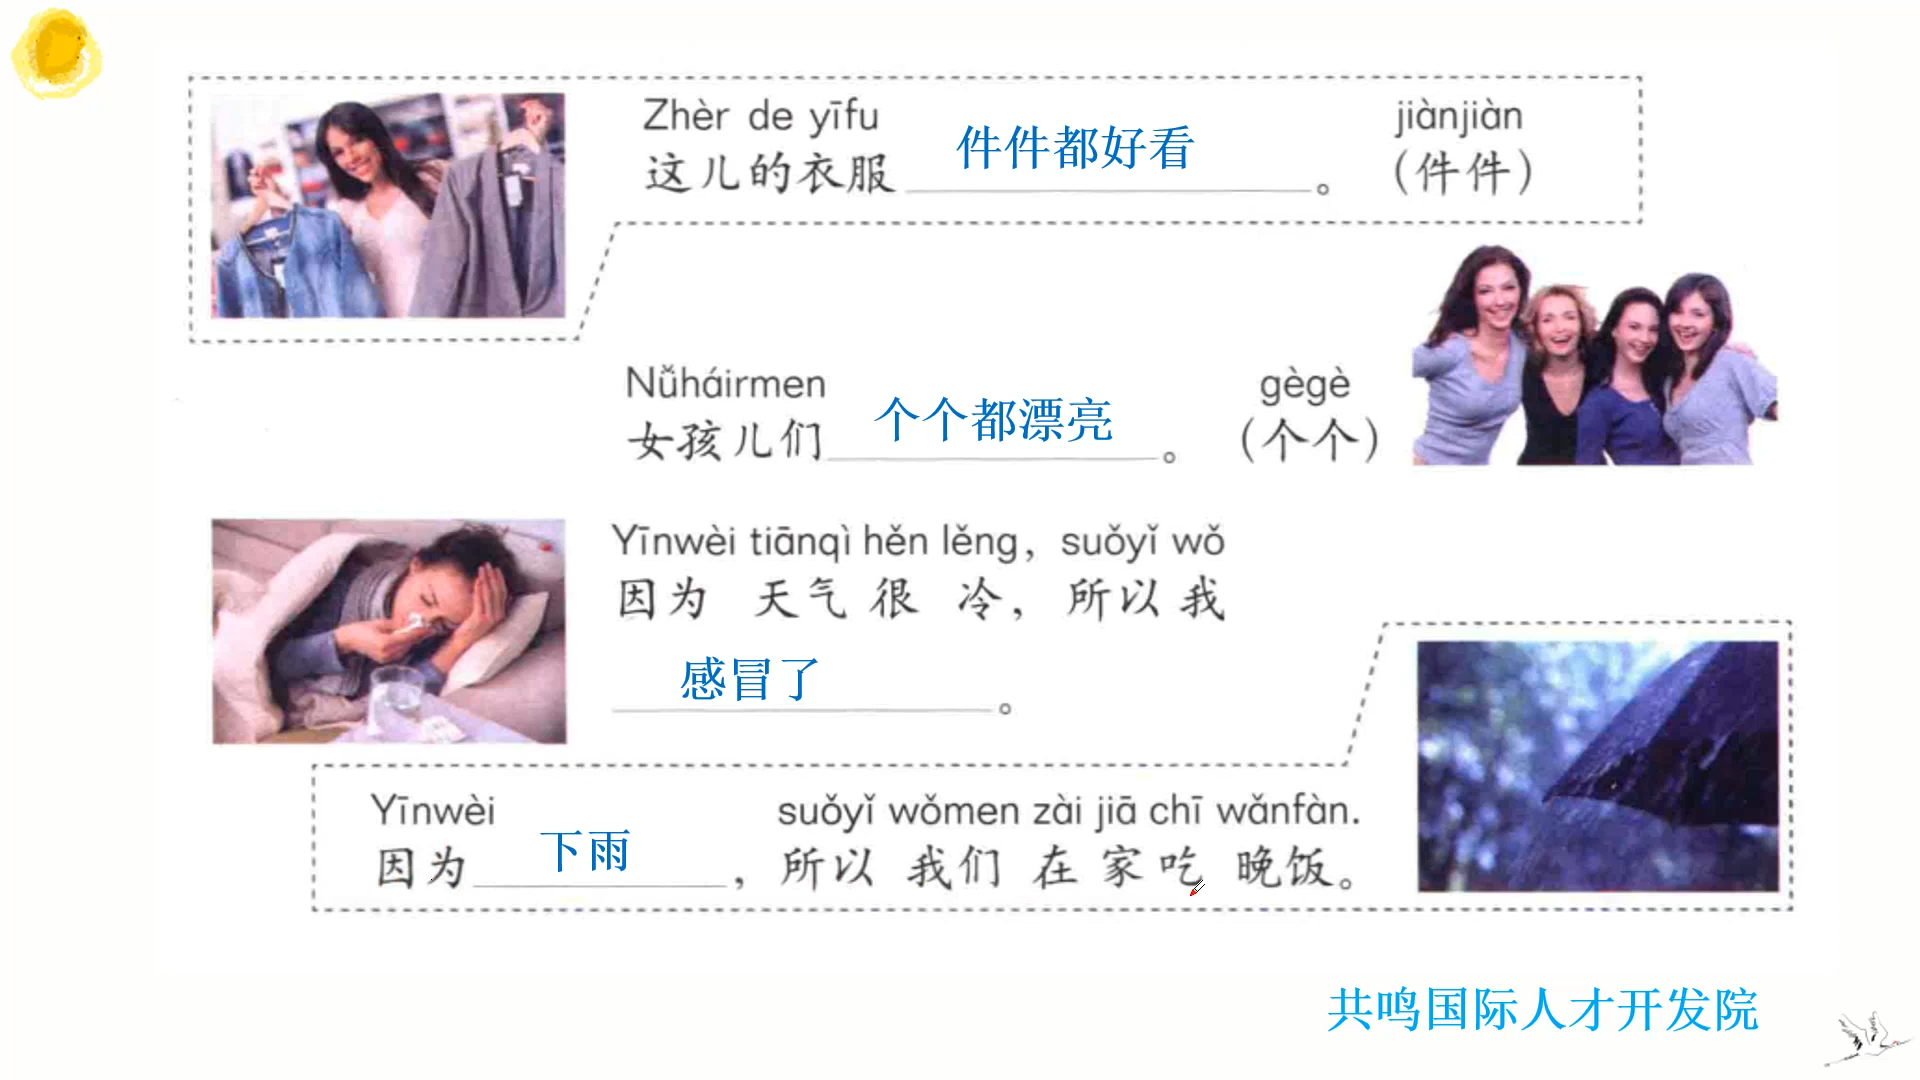 Zhèr de yīfu jiànjiàn
这儿的衣服 件件都好看 。 （件件）
Nǚháirmen gègè
女孩儿们 个个都漂亮 。 （个个）
Yīnwèi tiānqì hěn lěng, suǒyǐ wǒ
因为 天气 很 冷，所以 我
感冒了 。
Yīnwèi suǒyǐ wǒmen zài jiā chī wǎnfàn.
因为 下雨 ，所以 我们 在 家 吃 晚饭。
共鸣国际人才开发院